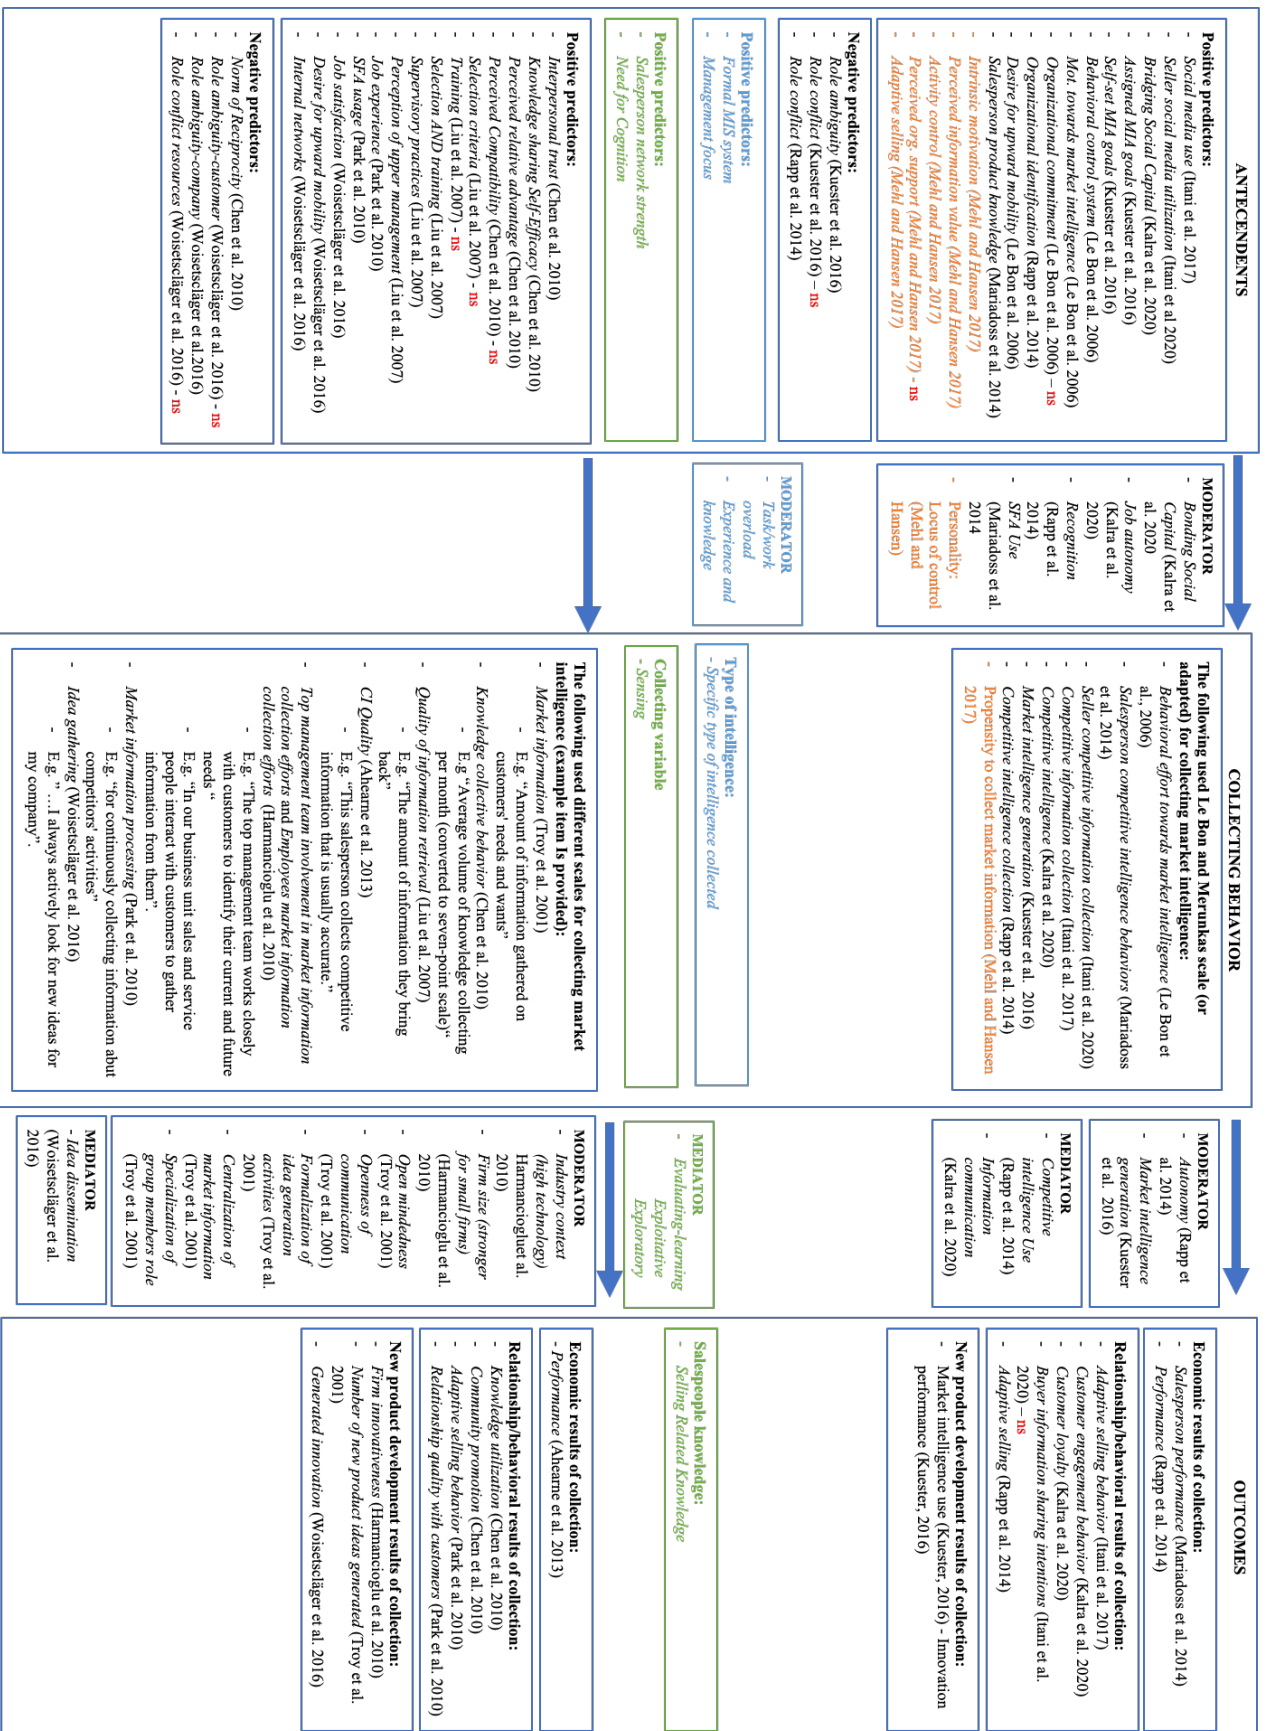 ANTECENDENTS
Positive predictors:
- Social media use (Itani et al. 2017)
- Seller social media utilization (Itani et al 2020)
- Bridging Social Capital (Kalra et al. 2020)
- Assigned MIA goals (Kuester et al. 2016)
- Self-set MIA goals (Kuester et al. 2016)
- Behavioral control system (Le Bon et al. 2006)
- Mot. towards market intelligence (Le Bon et al. 2006)
- Organizational commitment (Le Bon et al. 2006) – ns
- Organizational identification (Rapp et al. 2014)
- Desire for upward mobility (Le Bon et al. 2006)
- Salesperson product knowledge (Mariadoss et al. 2014)
- Intrinsic motivation (Mehl and Hansen 2017)
- Perceived information value (Mehl and Hansen 2017)
- Activity control (Mehl and Hansen 2017)
- Perceived org. support (Mehl and Hansen 2017) - ns
- Adaptive selling (Mehl and Hansen 2017)
Negative predictors:
- Role ambiguity (Kuester et al. 2016)
- Role conflict (Kuester et al. 2016) – ns
- Role conflict (Rapp et al. 2014)
Positive predictors:
- Formal MIS system
- Management focus
Positive predictors:
- Salesperson network strength
- Need for Cognition
Positive predictors:
- Interpersonal trust (Chen et al. 2010)
- Knowledge sharing Self-Efficacy (Chen et al. 2010)
- Perceived relative advantage (Chen et al. 2010)
- Perceived Compatibility (Chen et al. 2010) - ns
- Selection criteria (Liu et al. 2007) - ns
- Training (Liu et al. 2007) - ns
- Selection AND training (Liu et al. 2007)
- Supervisory practices (Liu et al. 2007)
- Perception of upper management (Liu et al. 2007)
- Job experience (Park et al. 2010)
- SFA usage (Park et al. 2010)
- Job satisfaction (Woisetscläger et al. 2016)
- Desire for upward mobility (Woisetscläger et al. 2016)
- Internal networks (Woisetscläger et al. 2016)
Negative predictors:
- Norm of Reciprocity (Chen et al. 2010)
- Role ambiguity-customer (Woisetscläger et al. 2016) - ns
- Role ambiguity-company (Woisetscläger et al.2016)
- Role conflict resources (Woisetscläger et al. 2016) - ns
MODERATOR
- Bonding Social
Capital (Kalra et
al. 2020
- Job autonomy
(Kalra et al.
2020)
- Recognition
(Rapp et al.
2014)
- SFA Use
(Mariadoss et al.
2014
- Personality:
Locus of control
(Mehl and
Hansen)
MODERATOR
- Task/work
overload
- Experience and
knowledge
COLLECTING BEHAVIOR
The following used Le Bon and Merunkas scale (or
adapted) for collecting market intelligence:
- Behavioral effort towards market intelligence (Le Bon et
al., 2006)
- Salesperson competitive intelligence behaviors (Mariadoss
et al. 2014)
- Seller competitive information collection (Itani et al. 2020)
- Competitive information collection (Itani et al. 2017)
- Competitive intelligence (Kalra et al. 2020)
- Market intelligence generation (Kuester et al. 2016)
- Competitive intelligence collection (Rapp et al. 2014)
- Propensity to collect market information (Mehl and Hansen
2017)
Type of intelligence:
- Specific type of intelligence collected
Collecting variable
- Sensing
The following used different scales for collecting market
intelligence (example item Is provided):
- Market information (Troy et al. 2001)
- E.g. “Amount of information gathered on
customers' needs and wants”
- Knowledge collective behavior (Chen et al. 2010)
- E.g “Average volume of knowledge collecting
per month (converted to seven-point scale)“
- Quality of information retrieval (Liu et al. 2007)
- E.g. “The amount of information they bring
back”
- CI Quality (Ahearne et al. 2013)
- E.g. “This salesperson collects competitive
information that is usually accurate.”
- Top management team involvement in market information
collection efforts and Employees market information
collection efforts (Harmancioglu et al. 2010)
- E.g. “The top management team works closely
with customers to identify their current and future
needs “
- E.g. “In our business unit sales and service
people interact with customers to gather
information from them”.
- Market information processing (Park et al. 2010)
- E.g. “for continuously collecting information abut
competitors' activities”
- Idea gathering (Woisetscläger et al. 2016)
- E.g. ” …I always actively look for new ideas for
my company”.
MODERATOR
- Autonomy (Rapp et
al. 2014)
- Market intelligence
generation (Kuester
et al. 2016)
MEDIATOR
- Competitive
intelligence Use
(Rapp et al. 2014)
- Information
communication
(Kalra et al. 2020)
MEDIATOR
- Evaluating-learning
Exploitative
Exploratory
MODERATOR
- Industry context
(high technology)
Harmanciogluet al.
2010)
- Firm size (stronger
for small firms)
(Harmancioglu et al.
2010)
- Open mindedness
(Troy et al. 2001)
- Openness of
communication
(Troy et al. 2001)
- Formalization of
idea generation
activities (Troy et al.
2001)
- Centralization of
market information
(Troy et al. 2001)
- Specialization of
group members role
(Troy et al. 2001)
MEDIATOR
- Idea dissemination
(Woisetscläger et al.
2016)
OUTCOMES
Economic results of collection:
- Salesperson performance (Mariadoss et al. 2014)
- Performance (Rapp et al. 2014)
Relationship/behavioral results of collection:
- Adaptive selling behavior (Itani et al. 2017)
- Customer engagement behavior (Kalra et al. 2020)
- Customer loyalty (Kalra et al. 2020)
- Buyer information sharing intentions (Itani et al.
2020) – ns
- Adaptive selling (Rapp et al. 2014)
New product development results of collection:
- Market intelligence use (Kuester, 2016) - Innovation
performance (Kuester, 2016)
Salespeople knowledge:
- Selling Related Knowledge
Economic results of collection:
- Performance (Ahearne et al. 2013)
Relationship/behavioral results of collection:
- Knowledge utilization (Chen et al. 2010)
- Community promotion (Chen et al. 2010)
- Adaptive selling behavior (Park et al. 2010)
- Relationship quality with customers (Park et al. 2010)
New product development results of collection:
- Firm innovativeness (Harmancioglu et al. 2010)
- Number of new product ideas generated (Troy et al.
2001)
- Generated innovation (Woisetscläger et al. 2016)